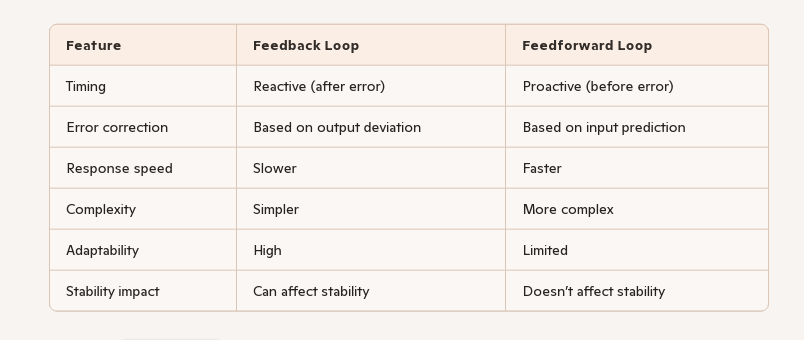 Feature Feedback Loop Feedforward Loop
Timing Reactive (after error) Proactive (before error)
Error correction Based on output deviation Based on input prediction
Response speed Slower Faster
Complexity Simpler More complex
Adaptability High Limited
Stability impact Can affect stability Doesn't affect stability